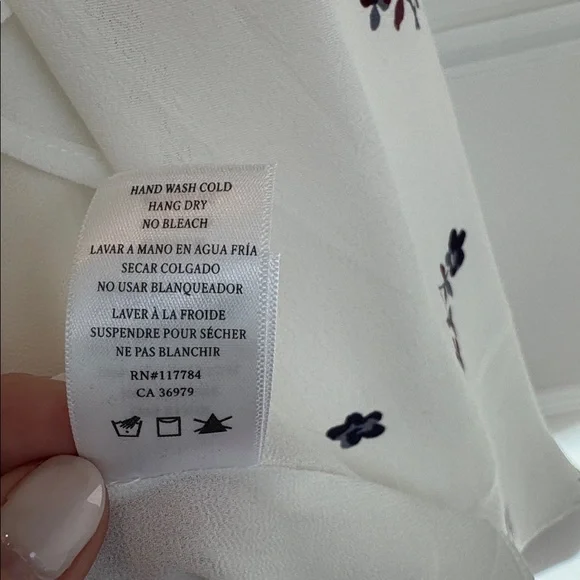 HAND WASH COLD
HANG DRY
NO BLEACH
LAVAR A MANO EN AGUA FRÍA
SECAR COLGADO
NO USAR BLANQUEADOR
LAVER À LA FROIDE
SUSPENDRE POUR SÉCHER
NE PAS BLANCHIR
RN#117784
CA 36979